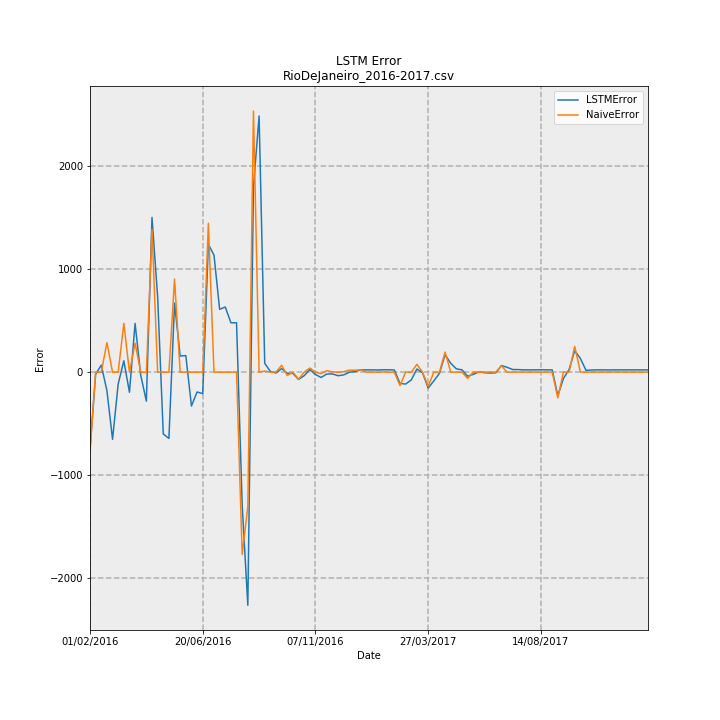 LSTM Error
RioDeJaneiro_2016-2017.csv
LSTMError
NaiveError
2000
1000
0
−1000
−2000
Error
01/02/2016 20/06/2016 07/11/2016 27/03/2017 14/08/2017
Date